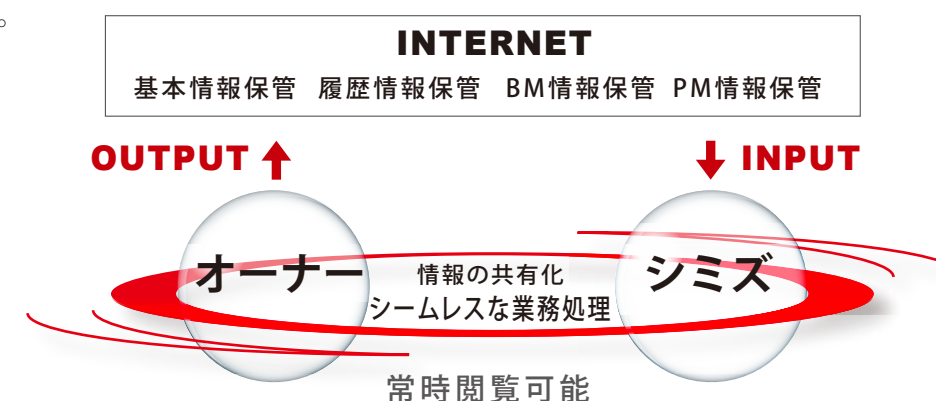 。
INTERNET
基本情報保管 履歴情報保管 BM情報保管 PM情報保管
OUTPUT INPUT
オーナー
情報の共有化
シームレスな業務処理
シミズ
常時閲覧可能